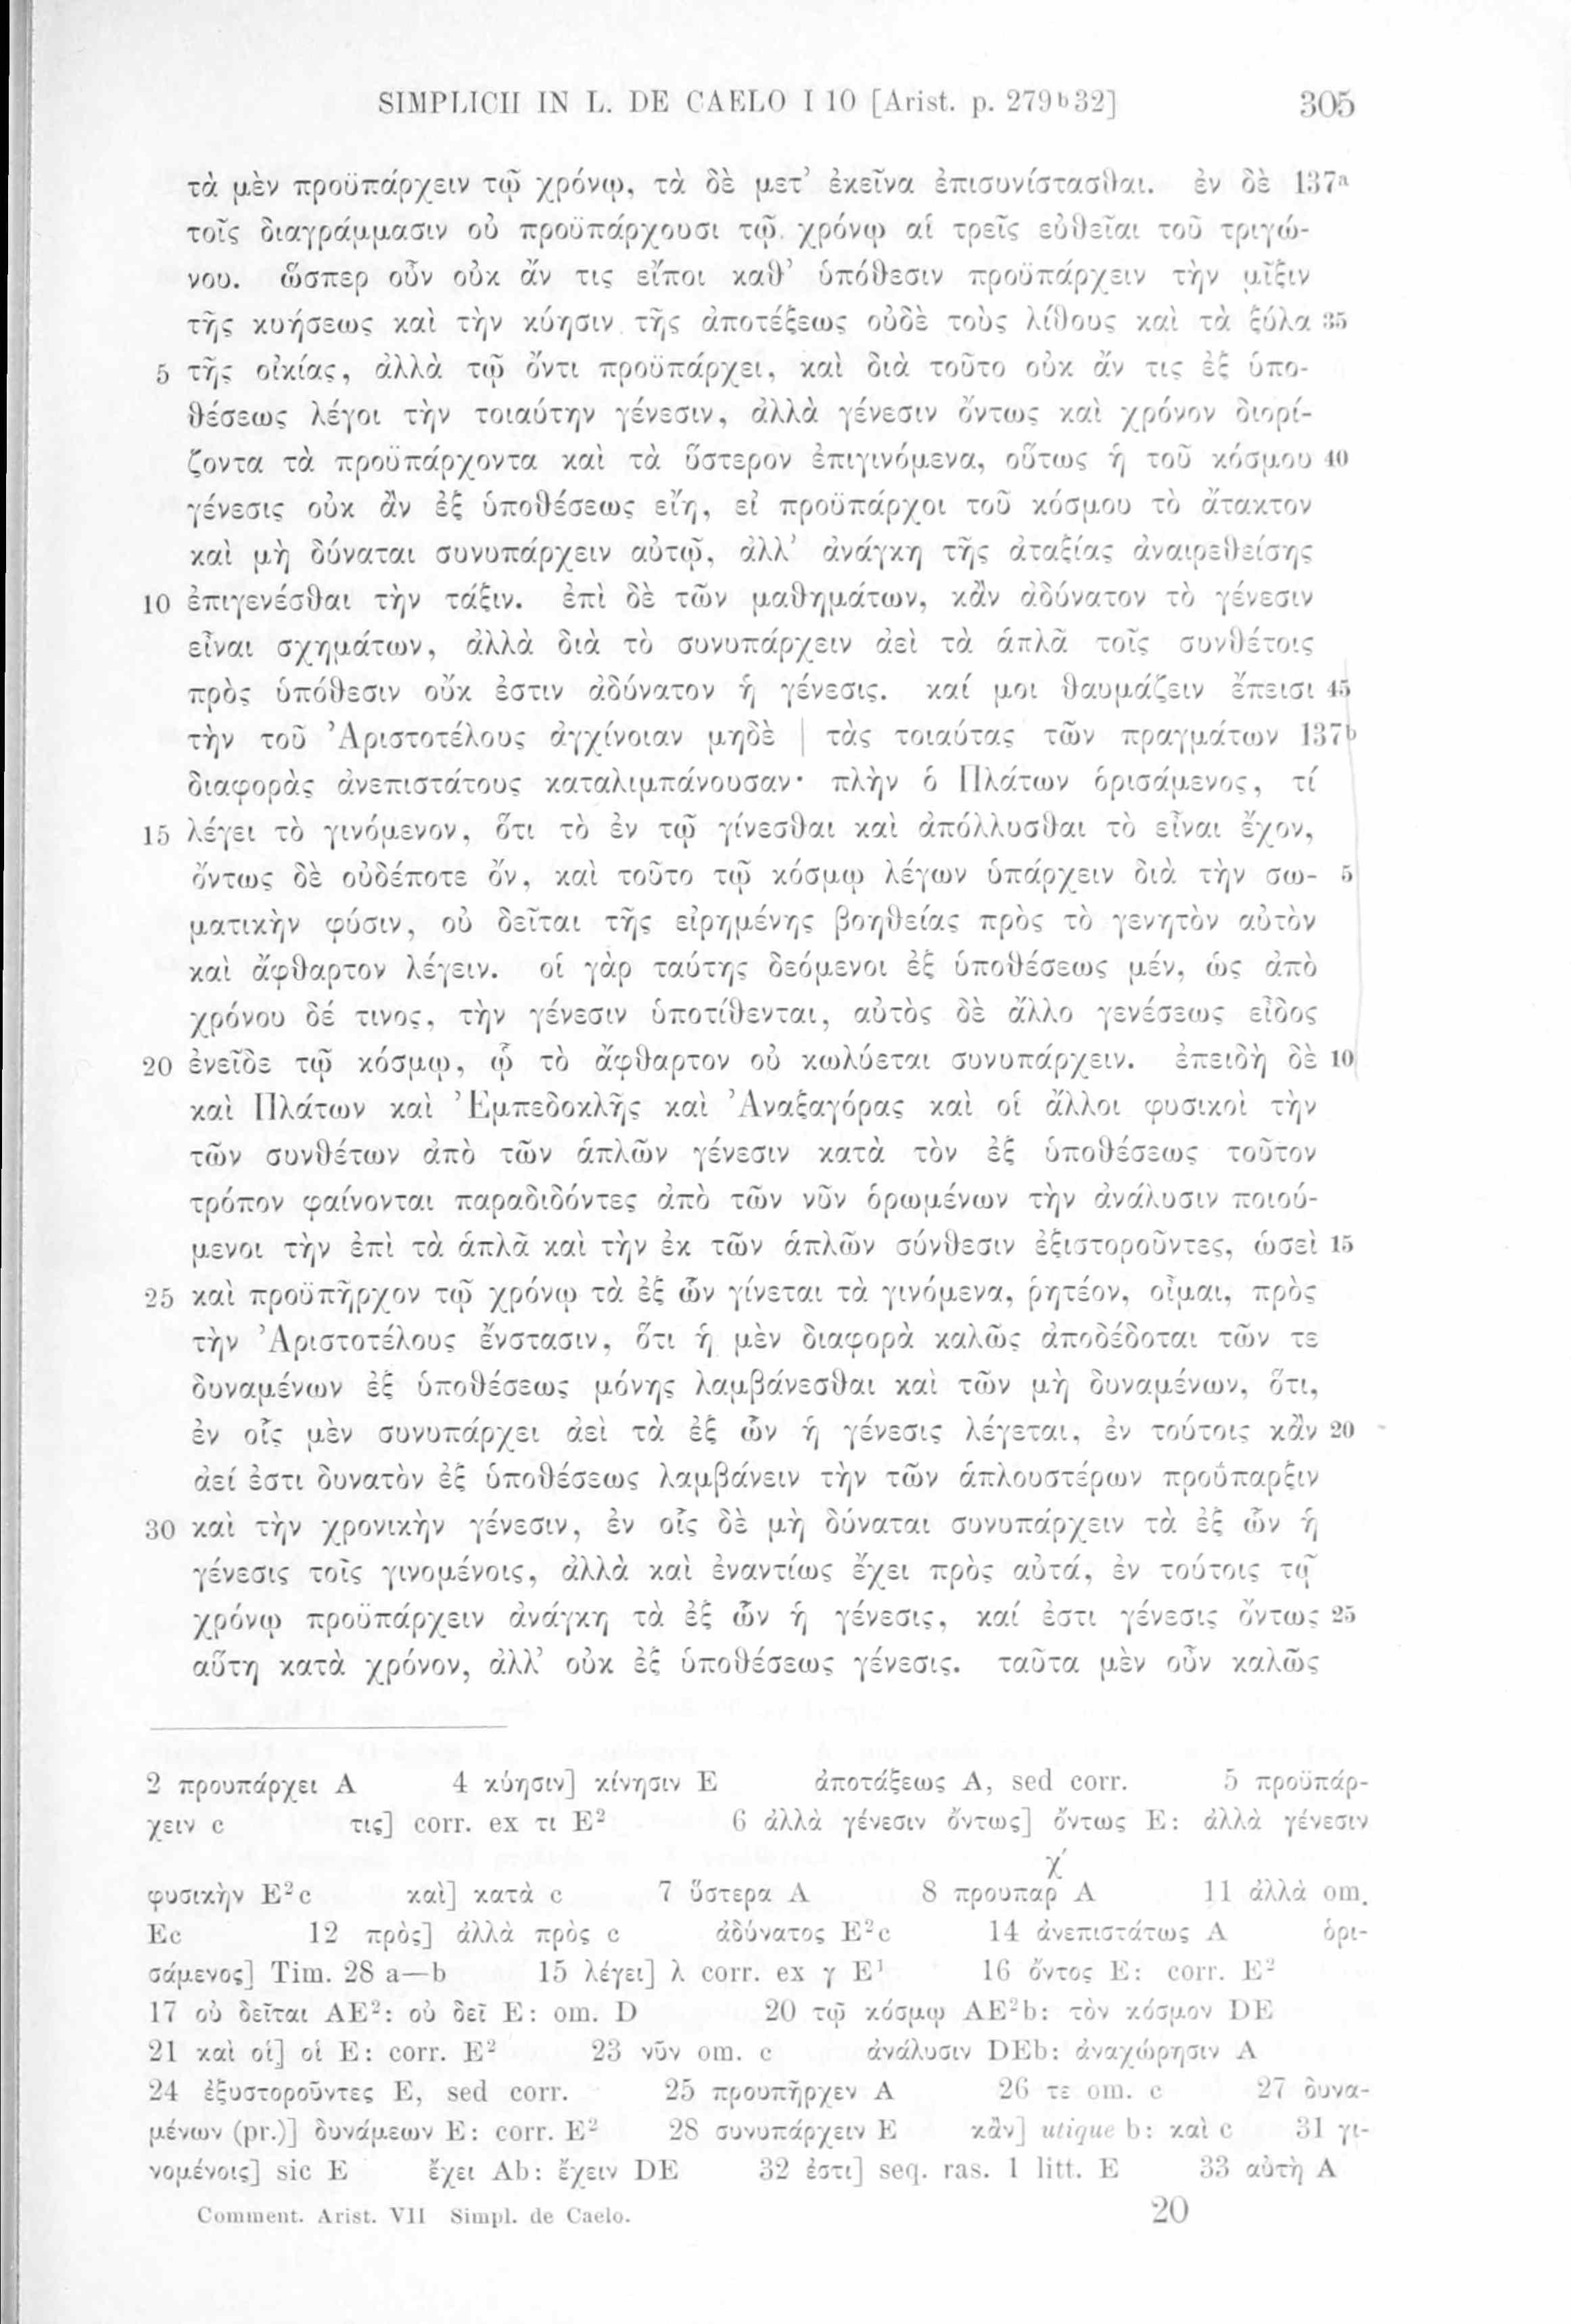 SIMPLICII IN L. DE CAELO I 10 [Arist. p. 279b32] 305
τὰ μὲν προϋπάρχειν τῷ χρόνῳ, τὰ δὲ μετ’ ἐκεῖνα ἐπισυνίστασθαι. ἐν δὲ 137a
τοῖς διαγράμμασιν οὐ προϋπάρχουσι τῷ χρόνῳ αἱ τρεῖς εὐθεῖαι τοῦ τριγώ-
νου. ὥσπερ οὖν οὐκ ἄν τις εἴποι καθ’ ὑπόθεσιν προϋπάρχειν τὴν μῖξιν
τῆς κυήσεως καὶ τὴν κύησιν τῆς ἀποτέξεως οὐδὲ τοὺς λίθους καὶ τὰ ξύλα 35
5 τῆς οἰκίας, ἀλλὰ τῷ ὄντι προϋπάρχει, καὶ διὰ τοῦτο οὐκ ἄν τις ἐξ ὑπο-
θέσεως λέγοι τὴν τοιαύτην γένεσιν, ἀλλὰ γένεσιν ὄντως καὶ χρόνον διορί-
ζοντα τὰ προϋπάρχοντα καὶ τὰ ὕστερον ἐπιγινόμενα, οὕτως ἡ τοῦ κόσμου 40
γένεσις οὐκ ἂν ἐξ ὑποθέσεως εἴη, εἰ προϋπάρχοι τοῦ κόσμου τὸ ἄτακτον
καὶ μὴ δύναται συνυπάρχειν αὐτῷ, ἀλλ’ ἀνάγκη τῆς ἀταξίας ἀναιρεθείσης
10 ἐπιγενέσθαι τὴν τάξιν. ἐπὶ δὲ τῶν μαθημάτων, κἂν ἀδύνατον τὸ γένεσιν
εἶναι σχημάτων, ἀλλὰ διὰ τὸ συνυπάρχειν ἀεὶ τὰ ἁπλᾶ τοῖς συνθέτοις
πρὸς ὑπόθεσιν οὔκ ἐστιν ἀδύνατον ἡ γένεσις. καί μοι θαυμάζειν ἔπεισι 45
τὴν τοῦ Ἀριστοτέλους ἀγχίνοιαν μηδὲ | τὰς τοιαύτας τῶν πραγμάτων 137b
διαφορὰς ἀνεπιστάτους καταλιμπάνουσαν· πλὴν ὁ Πλάτων ὁρισάμενος, τί
15 λέγει τὸ γινόμενον, ὅτι τὸ ἐν τῷ γίνεσθαι καὶ ἀπόλλυσθαι τὸ εἶναι ἔχον,
ὄντως δὲ οὐδέποτε ὄν, καὶ τοῦτο τῷ κόσμῳ λέγων ὑπάρχειν διὰ τὴν σω- 5
ματικὴν φύσιν, οὐ δεῖται τῆς εἰρημένης βοηθείας πρὸς τὸ γενητὸν αὐτὸν
καὶ ἄφθαρτον λέγειν. οἱ γὰρ ταύτης δεόμενοι ἐξ ὑποθέσεως μέν, ὡς ἀπὸ
χρόνου δέ τινος, τὴν γένεσιν ὑποτίθενται, αὐτὸς δὲ ἄλλο γενέσεως εἶδος
20 ἐνεῖδε τῷ κόσμῳ, ᾧ τὸ ἄφθαρτον οὐ κωλύεται συνυπάρχειν. ἐπειδὴ δὲ 10
καὶ Πλάτων καὶ Ἐμπεδοκλῆς καὶ Ἀναξαγόρας καὶ οἱ ἄλλοι φυσικοὶ τὴν
τῶν συνθέτων ἀπὸ τῶν ἁπλῶν γένεσιν κατὰ τὸν ἐξ ὑποθέσεως τοῦτον
τρόπον φαίνονται παραδιδόντες ἀπὸ τῶν νῦν ὁρωμένων τὴν ἀνάλυσιν ποιού-
μενοι τὴν ἐπὶ τὰ ἁπλᾶ καὶ τὴν ἐκ τῶν ἁπλῶν σύνθεσιν ἐξιστοροῦντες, ὡσεὶ 15
25 καὶ προϋπῆρχον τῷ χρόνῳ τὰ ἐξ ὧν γίνεται τὰ γινόμενα, ῥητέον, οἶμαι, πρὸς
τὴν Ἀριστοτέλους ἔνστασιν, ὅτι ἡ μὲν διαφορὰ καλῶς ἀποδέδοται τῶν τε
δυναμένων ἐξ ὑποθέσεως μόνης λαμβάνεσθαι καὶ τῶν μὴ δυναμένων, ὅτι,
ἐν οἷς μὲν συνυπάρχει ἀεὶ τὰ ἐξ ὧν ἡ γένεσις λέγεται, ἐν τούτοις κἂν 20
ἀεί ἐστι δυνατὸν ἐξ ὑποθέσεως λαμβάνειν τὴν τῶν ἁπλουστέρων προΰπαρξιν
30 καὶ τὴν χρονικὴν γένεσιν, ἐν οἷς δὲ μὴ δύναται συνυπάρχειν τὰ ἐξ ὧν ἡ
γένεσις τοῖς γινομένοις, ἀλλὰ καὶ ἐναντίως ἔχει πρὸς αὐτά, ἐν τούτοις τῷ
χρόνῳ προϋπάρχειν ἀνάγκη τὰ ἐξ ὧν ἡ γένεσις, καί ἐστι γένεσις ὄντως 25
αὕτη κατὰ χρόνον, ἀλλ’ οὐκ ἐξ ὑποθέσεως γένεσις. ταῦτα μὲν οὖν καλῶς
2 προυπάρχει A 4 κύησιν] κίνησιν E ἀποτάξεως A, sed corr. 5 προϋπάρ-
χειν c τις] corr. ex τι E² 6 ἀλλὰ γένεσιν ὄντως] ὄντως E: ἀλλὰ γένεσιν
φυσικὴν E²c καὶ] κατὰ c 7 ὕστερα A 8 προυπαρχ́ A 11 ἀλλὰ om.
Ec 12 πρὸς] ἀλλὰ πρὸς c ἀδύνατος E²c 14 ἀνεπιστάτως A ὁρι-
σάμενος] Tim. 28 a—b 15 λέγει] λ corr. ex γ E¹ 16 ὄντος E: corr. E²
17 οὐ δεῖται AE²: οὐ δεῖ E: om. D 20 τῷ κόσμῳ AE²b: τὸν κόσμον DE
21 καὶ οἱ] οἱ E: corr. E² 23 νῦν om. c ἀνάλυσιν DEb: ἀναχώρησιν A
24 ἐξυστοροῦντες E, sed corr. 25 προυπῆρχεν A 26 τε om. c 27 δυνα-
μένων (pr.)] δυνάμεων E: corr. E² 28 συνυπάρχειν E κἂν] utique b: καὶ c 31 γι-
νομένοις] sic E ἔχει Ab: ἔχειν DE 32 ἐστι] seq. ras. 1 litt. E 33 αὐτὴ A
Comment. Arist. VII Simpl. de Caelo. 20